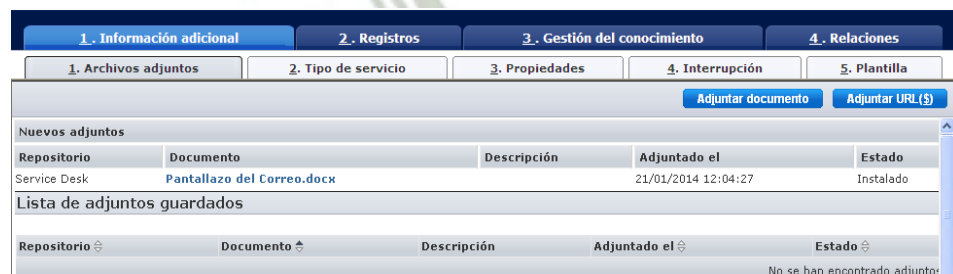 1. Información adicional 2. Registros 3. Gestión del conocimiento 4. Relaciones
1. Archivos adjuntos 2. Tipo de servicio 3. Propiedades 4. Interrupción 5. Plantilla
Adjuntar documento Adjuntar URL($)
Nuevos adjuntos
Repositorio Documento Descripción Adjuntado el Estado
Service Desk Pantallazo del Correo.docx 21/01/2014 12:04:27 Instalado
Lista de adjuntos guardados
Repositorio Documento Descripción Adjuntado el Estado
No se han encontrado adjuntos